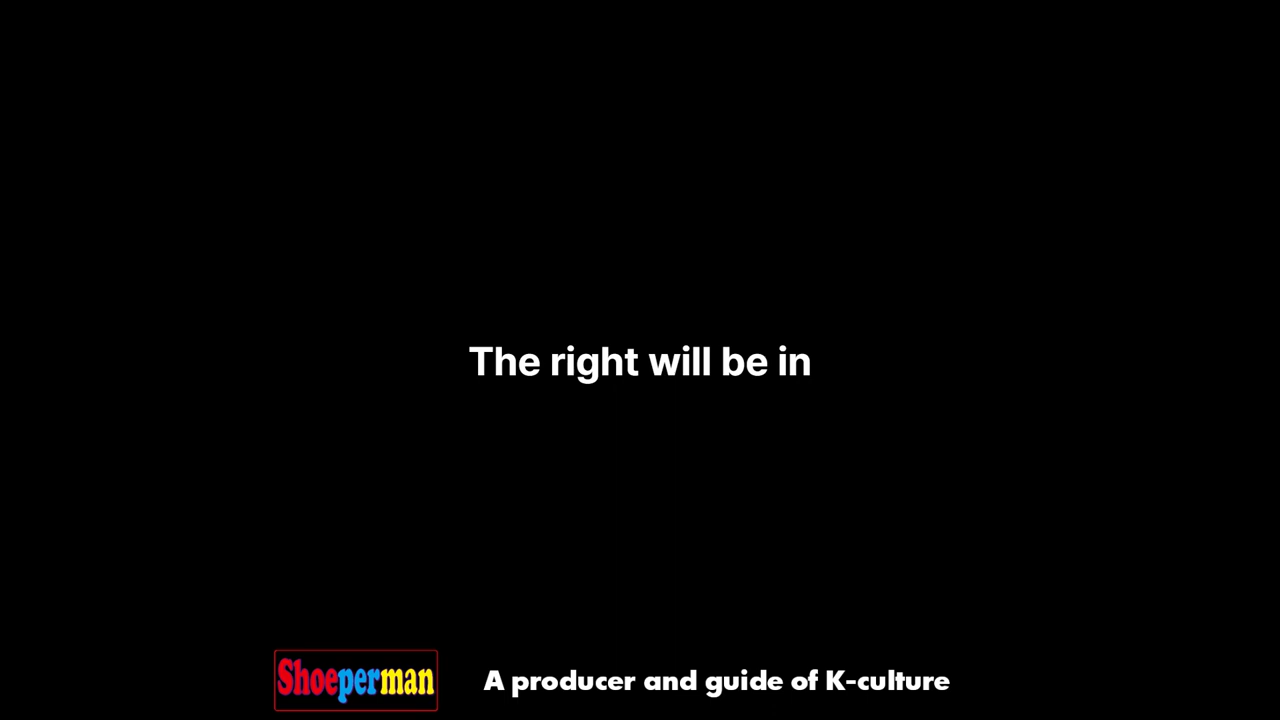 The right will be in
Shoeperman
A producer and guide of K-culture